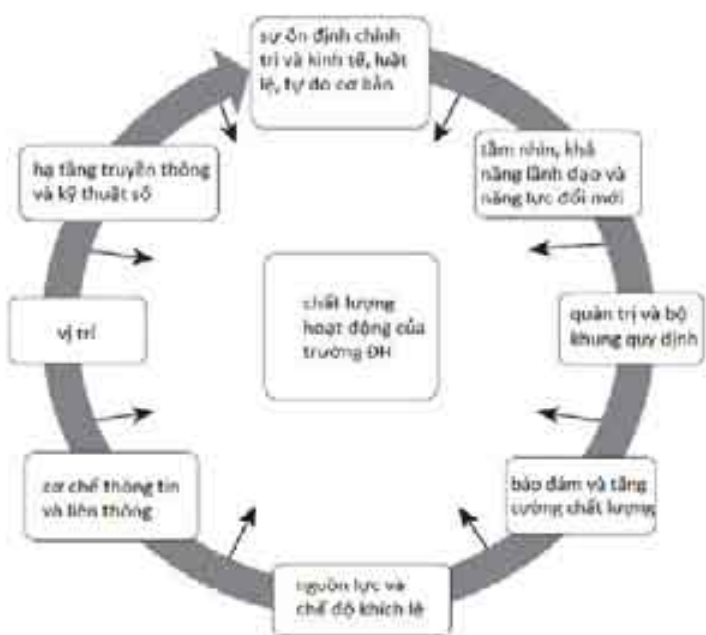 sự ổn định chính
trị và kinh tế, luật
lệ, tự do cơ bản
tầm nhìn, khả
năng lãnh đạo và
năng lực đổi mới
quản trị và bộ
khung quy định
bảo đảm và tăng
cường chất lượng
nguồn lực và
chế độ khích lệ
cơ chế thông tin
và liên thông
vị trí
hạ tầng truyền thông
và kỹ thuật số
chất lượng
hoạt động của
trường ĐH